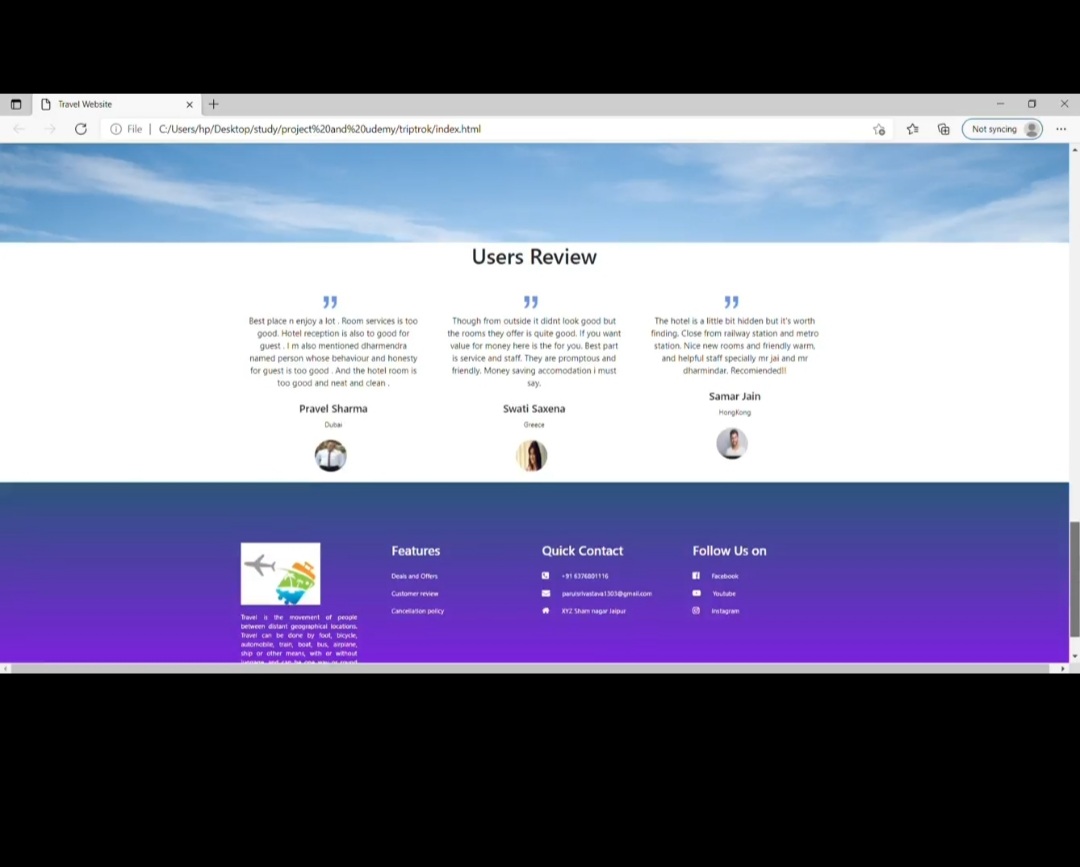 Travel Website
File | C:/Users/hp/Desktop/study/project%20and%20udemy/triptrok/index.html
Not syncing
Users Review
Best place n enjoy a lot . Room services is too
good. Hotel reception is also to good for
guest . I m also mentioned dharmendra
named person whose behaviour and honesty
for guest is too good . And the hotel room is
too good and neat and clean .
Pravel Sharma
Dubai
Though from outside it didnt look good but
the rooms they offer is quite good. If you want
value for money here is the for you. Best part
is service and staff. They are promptous and
friendly. Money saving accomodation i must
say.
Swati Saxena
Greece
The hotel is a little bit hidden but it's worth
finding. Close from railway station and metro
station. Nice new rooms and friendly warm,
and helpful staff specially mr jai and mr
dharmindar. Recomiended!!
Samar Jain
HongKong
Travel is the movement of people
between distant geographical locations.
Travel can be done by foot, bicycle,
automobile, train, boat, bus, airplane,
ship or other means, with or without
luggage, and can be one way or round
Features
Deals and Offers
Customer review
Cancellation policy
Quick Contact
+91 6376801116
parulsrivastava1303@gmail.com
XYZ Sham nagar Jaipur
Follow Us on
Facebook
Youtube
Instagram